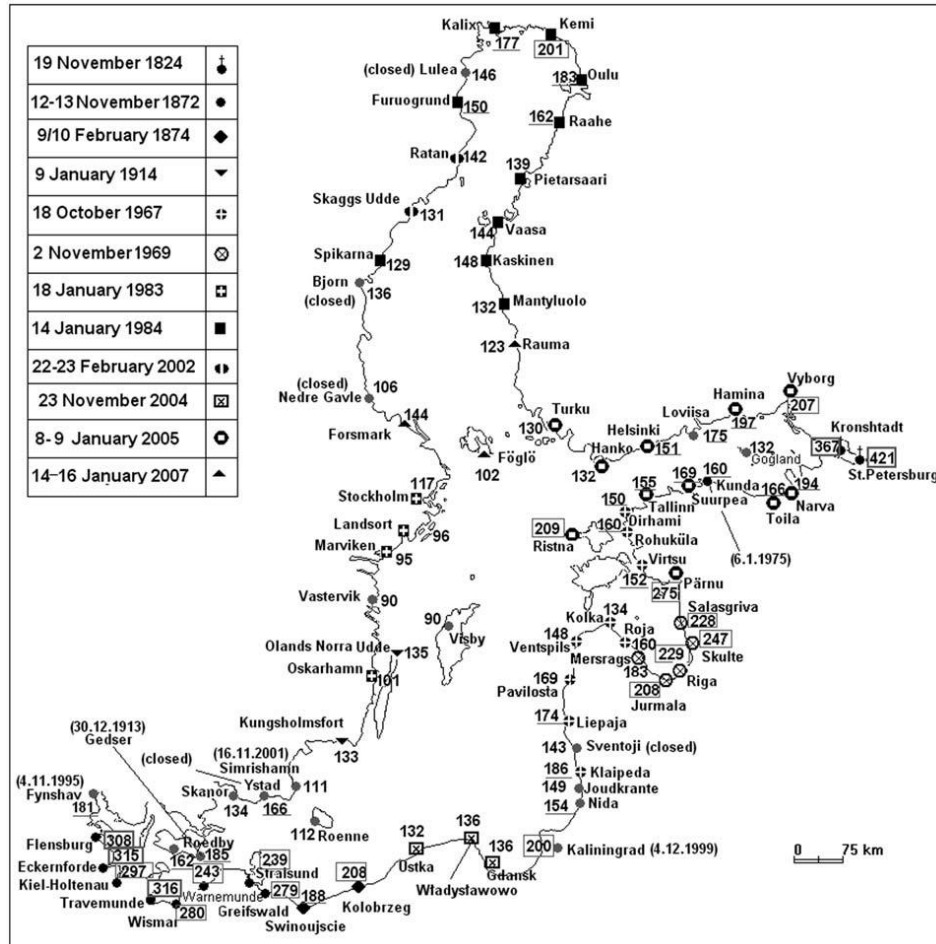 19 November 1824
12-13 November 1872
9/10 February 1874
9 January 1914
18 October 1967
2 November 1969
18 January 1983
14 January 1984
22-23 February 2002
23 November 2004
8-9 January 2005
14-16 January 2007
Kalix
177
Kemi
201
(closed) Lulea
146
183
Oulu
Furuogrund
150
162
Raahe
Ratan
142
139
Pietarsaari
Skaggs Udde
131
144
Vaasa
Spikarna
129
148
Kaskinen
Bjorn
(closed)
136
132
Mantyluolo
123
Rauma
(closed)
Nedre Gavle
106
144
Forsmark
Föglö
102
Turku
130
Hanko
132
Helsinki
151
Loviisa
175
Hamina
197
Vyborg
207
132
Gogland
Kronshtadt
367
421
St.Petersburg
117
Stockholm
Landsort
96
Marviken
95
Vastervik
90
90
Visby
Olands Norra Udde
135
Oskarhamn
101
209
Ristna
150
Dirhami
160
Rohuküla
155
Tallinn
169
Suurpea
160
Kunda
(6.1.1975)
166
Toila
194
Narva
Virtsu
152
Pärnu
275
Salasgriva
228
247
Skulte
229
Riga
208
Jurmala
Kolka
134
Roja
160
Mersrags
183
148
Ventspils
169
Pavilosta
174
Liepaja
143
Sventoji (closed)
186
Klaipeda
149
Joudkrante
154
Nida
200
Kaliningrad (4.12.1999)
Kungsholmsfort
133
(30.12.1913)
Gedser
(closed)
(16.11.2001)
Simrishamn
111
Ystad
166
Skanor
134
(4.11.1995)
Fynshav
181
112
Roenne
Flensburg
308
315
Eckernforde
297
Kiel-Holtenau
Roedby
162
185
316
Travemunde
280
Wismar
243
Warnemunde
239
Stralsund
279
Greifswald
188
Swinoujscie
208
Kolobrzeg
132
Ustka
136
Władysławowo
136
Gdansk
0
75 km